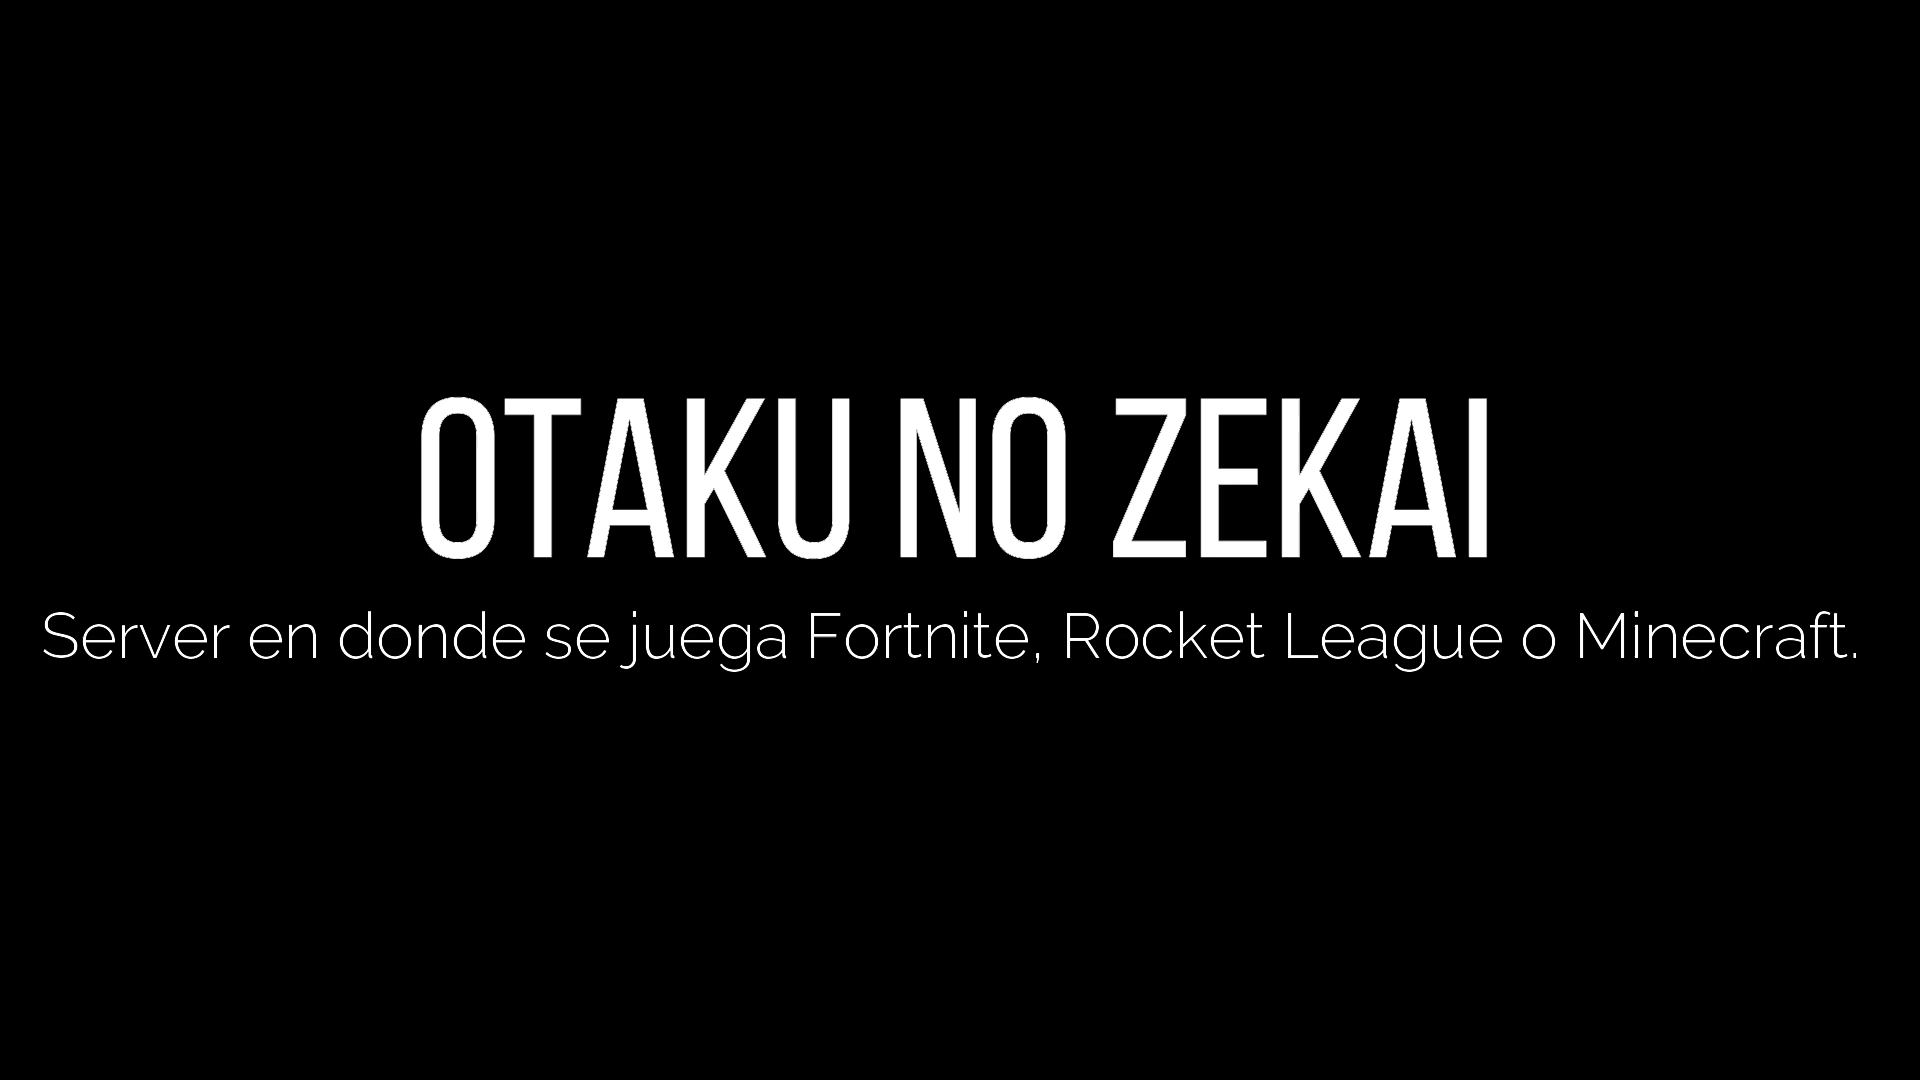 OTAKU NO ZEKAI
Server en donde se juega Fortnite, Rocket League o Minecraft.